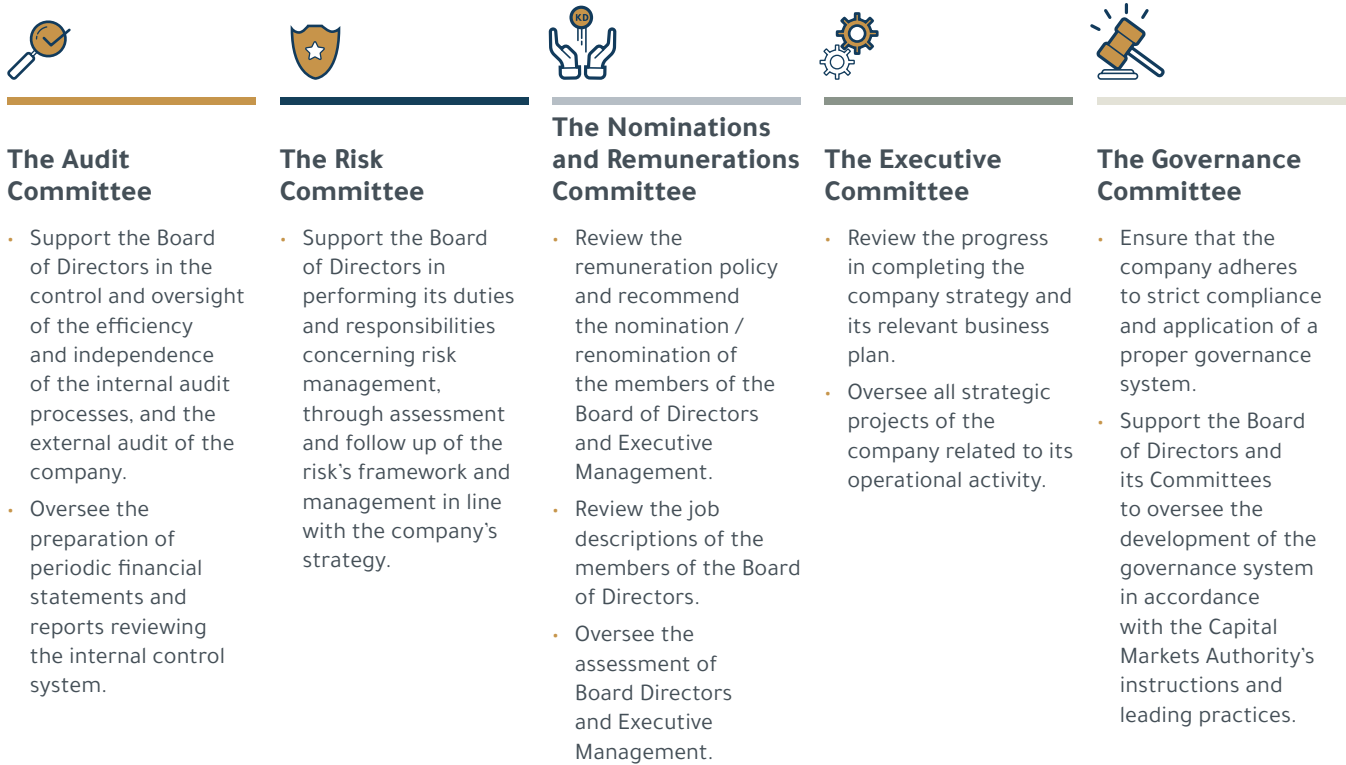 KD
The Audit
Committee
• Support the Board
of Directors in the
control and oversight
of the efficiency
and independence
of the internal audit
processes, and the
external audit of the
company.
• Oversee the
preparation of
periodic financial
statements and
reports reviewing
the internal control
system.
The Risk
Committee
• Support the Board
of Directors in
performing its duties
and responsibilities
concerning risk
management,
through assessment
and follow up of the
risk’s framework and
management in line
with the company’s
strategy.
The Nominations
and Remunerations
Committee
• Review the
remuneration policy
and recommend
the nomination /
renomination of
the members of the
Board of Directors
and Executive
Management.
• Review the job
descriptions of the
members of the Board
of Directors.
• Oversee the
assessment of
Board Directors
and Executive
Management.
The Executive
Committee
• Review the progress
in completing the
company strategy and
its relevant business
plan.
• Oversee all strategic
projects of the
company related to its
operational activity.
The Governance
Committee
• Ensure that the
company adheres
to strict compliance
and application of a
proper governance
system.
• Support the Board
of Directors and
its Committees
to oversee the
development of the
governance system
in accordance
with the Capital
Markets Authority’s
instructions and
leading practices.